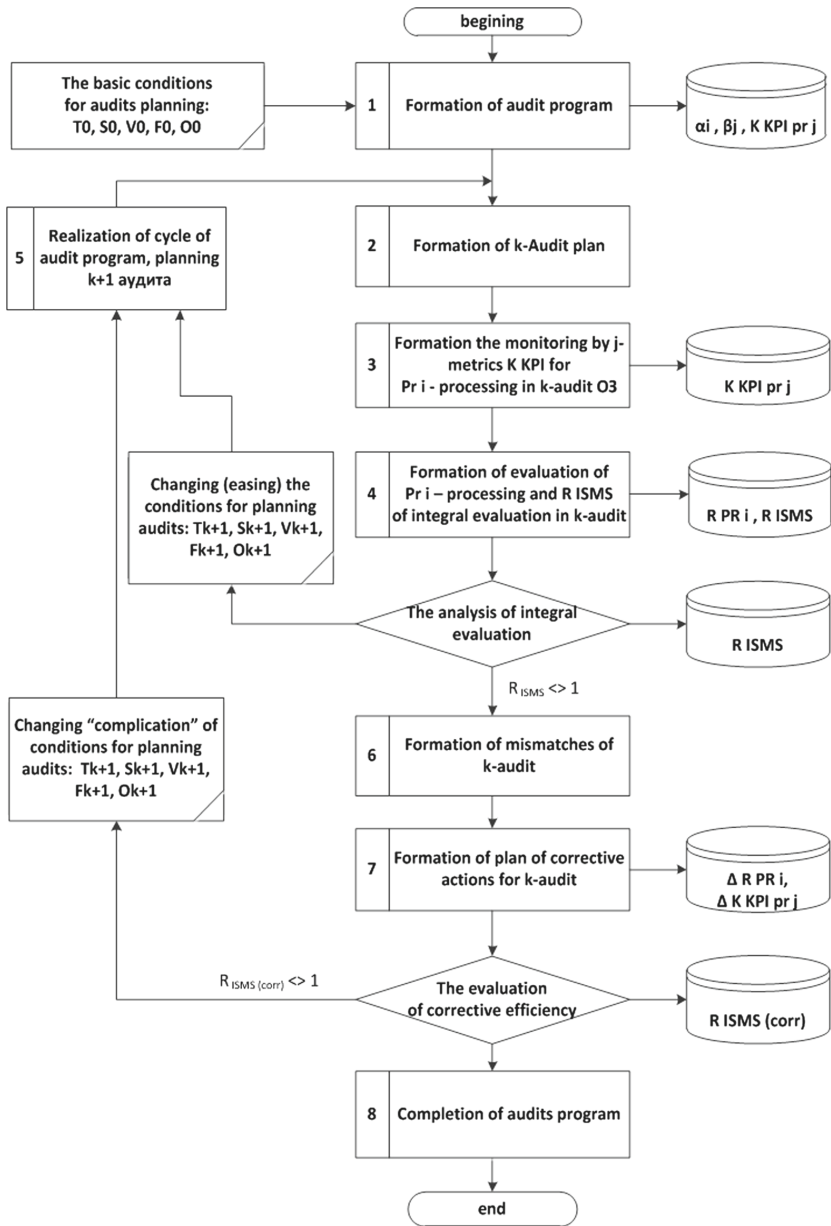 begining
The basic conditions
for audits planning:
T0, S0, V0, F0, O0
1
Formation of audit program
αi , βj , K KPI pr j
5
Realization of cycle of
audit program, planning
k+1 аудита
2
Formation of k-Audit plan
3
Formation the monitoring by j-
metrics K KPI for
Pr i - processing in k-audit O3
K KPI pr j
Changing (easing) the
conditions for planning
audits: Tk+1, Sk+1, Vk+1,
Fk+1, Ok+1
4
Formation of evaluation of
Pr i – processing and R ISMS
of integral evaluation in k-audit
R PR i , R ISMS
The analysis of integral
evaluation
R ISMS
R ISMS <> 1
Changing “complication” of
conditions for planning
audits: Tk+1, Sk+1, Vk+1,
Fk+1, Ok+1
6
Formation of mismatches of
k-audit
7
Formation of plan of corrective
actions for k-audit
Δ R PR i,
Δ K KPI pr j
R ISMS (corr) <> 1
The evaluation
of corrective efficiency
R ISMS (corr)
8
Completion of audits program
end